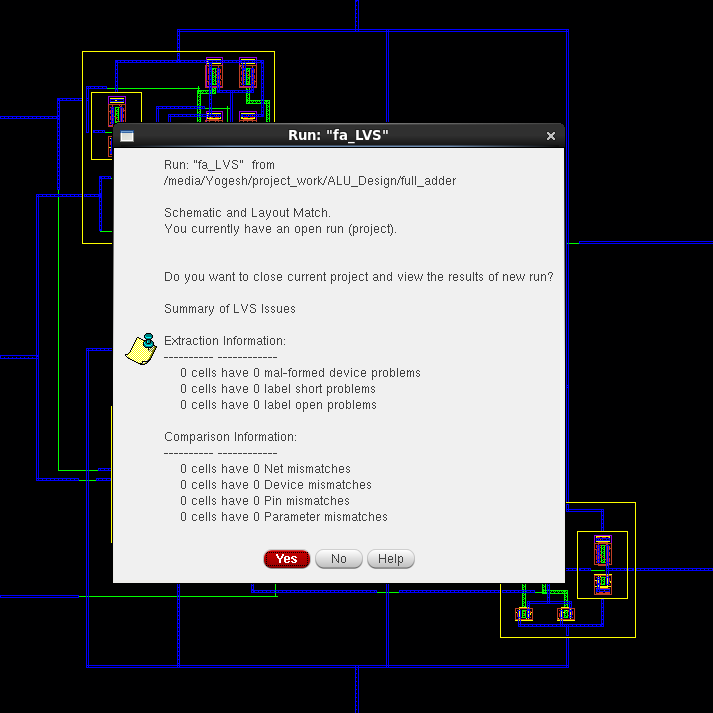 Run: "fa_LVS"
Run: "fa_LVS" from
/media/Yogesh/project_work/ALU_Design/full_adder
Schematic and Layout Match.
You currently have an open run (project).
Do you want to close current project and view the results of new run?
Summary of LVS Issues
Extraction Information:
---------- ------------
0 cells have 0 mal-formed device problems
0 cells have 0 label short problems
0 cells have 0 label open problems
Comparison Information:
---------- ------------
0 cells have 0 Net mismatches
0 cells have 0 Device mismatches
0 cells have 0 Pin mismatches
0 cells have 0 Parameter mismatches
Yes No Help